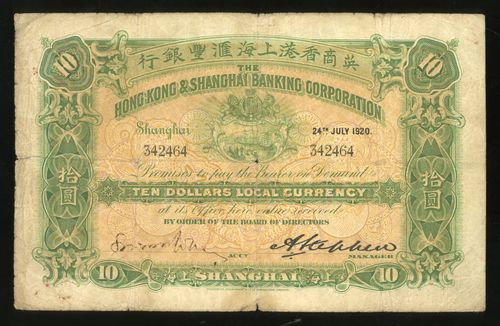 行銀豐滙海上港香商英
10 THE 10
HONG KONG & SHANGHAI BANKING CORPORATION
Shanghai 24TH JULY 1920.
342464 342464
Promises to pay the Bearer on Demand
拾圓 TEN DOLLARS LOCAL CURRENCY 拾圓
at its Office here value received
BY ORDER OF THE BOARD OF DIRECTORS
A Stephen
ACCT MANAGER
10 SHANGHAI 10